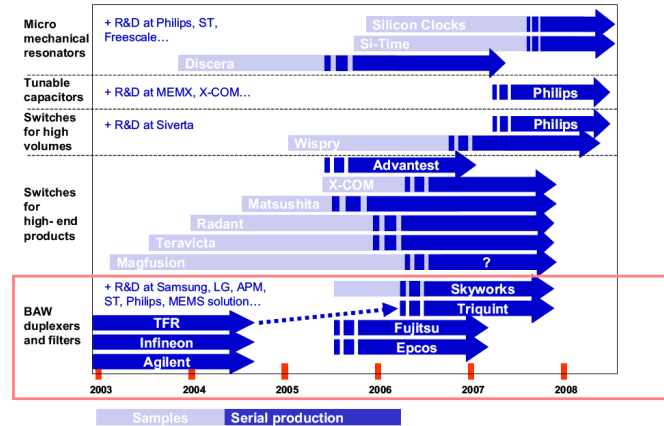 Micro
mechanical
resonators
+ R&D at Philips, ST,
Freescale…
Silicon Clocks
Si-Time
Discera
Tunable
capacitors
+ R&D at MEMX, X-COM…
Philips
Switches
for high
volumes
+ R&D at Siverta
Philips
Wispry
Switches
for
high- end
products
Advantest
X-COM
Matsushita
Radant
Teravicta
Magfusion
?
BAW
duplexers
and filters
+ R&D at Samsung, LG, APM,
ST, Philips, MEMS solution…
Skyworks
Triquint
TFR
Fujitsu
Infineon
Epcos
Agilent
2003 2004 2005 2006 2007 2008
Samples Serial production